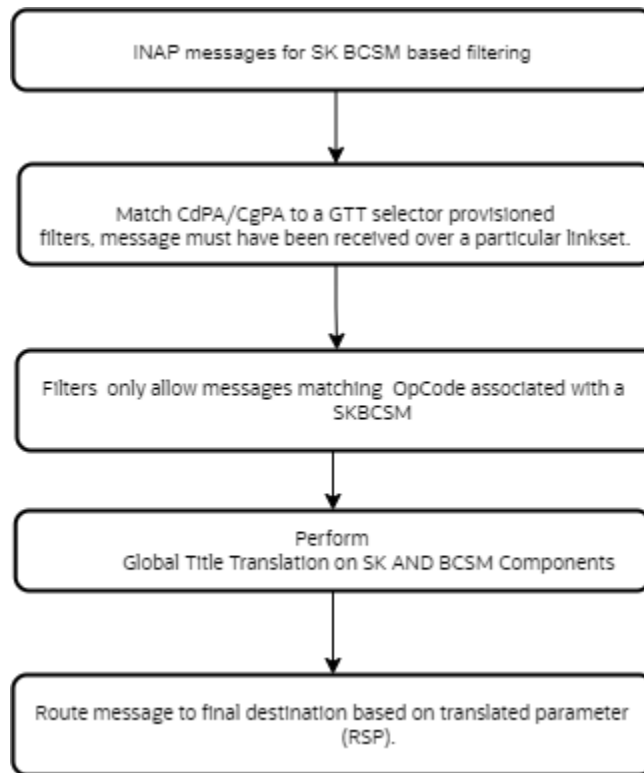 INAP messages for SK BCSM based filtering
Match CdPA/CgPA to a GTT selector provisioned
filters, message must have been received over a particular linkset.
Filters only allow messages matching OpCode associated with a
SKBCSM
Perform
Global Title Translation on SK AND BCSM Components
Route message to final destination based on translated parameter
(RSP).